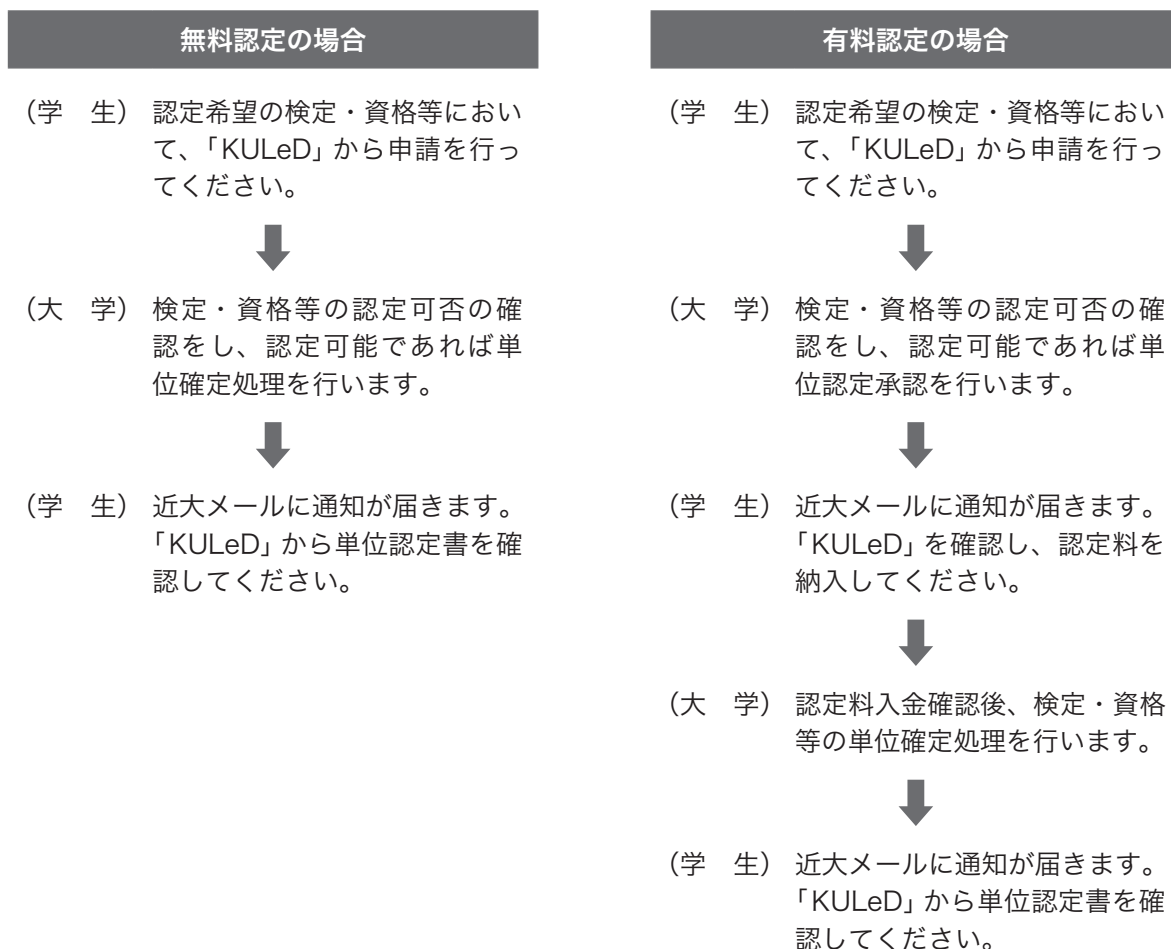 無料認定の場合
（学　生） 認定希望の検定・資格等におい
て、「KULeD」から申請を行っ
てください。
（大　学） 検定・資格等の認定可否の確
認をし、認定可能であれば単
位確定処理を行います。
（学　生） 近大メールに通知が届きます。
「KULeD」から単位認定書を確
認してください。
有料認定の場合
（学　生） 認定希望の検定・資格等におい
て、「KULeD」から申請を行っ
てください。
（大　学） 検定・資格等の認定可否の確
認をし、認定可能であれば単
位認定承認を行います。
（学　生） 近大メールに通知が届きます。
「KULeD」を確認し、認定料を
納入してください。
（大　学） 認定料入金確認後、検定・資格
等の単位確定処理を行います。
（学　生） 近大メールに通知が届きます。
「KULeD」から単位認定書を確
認してください。